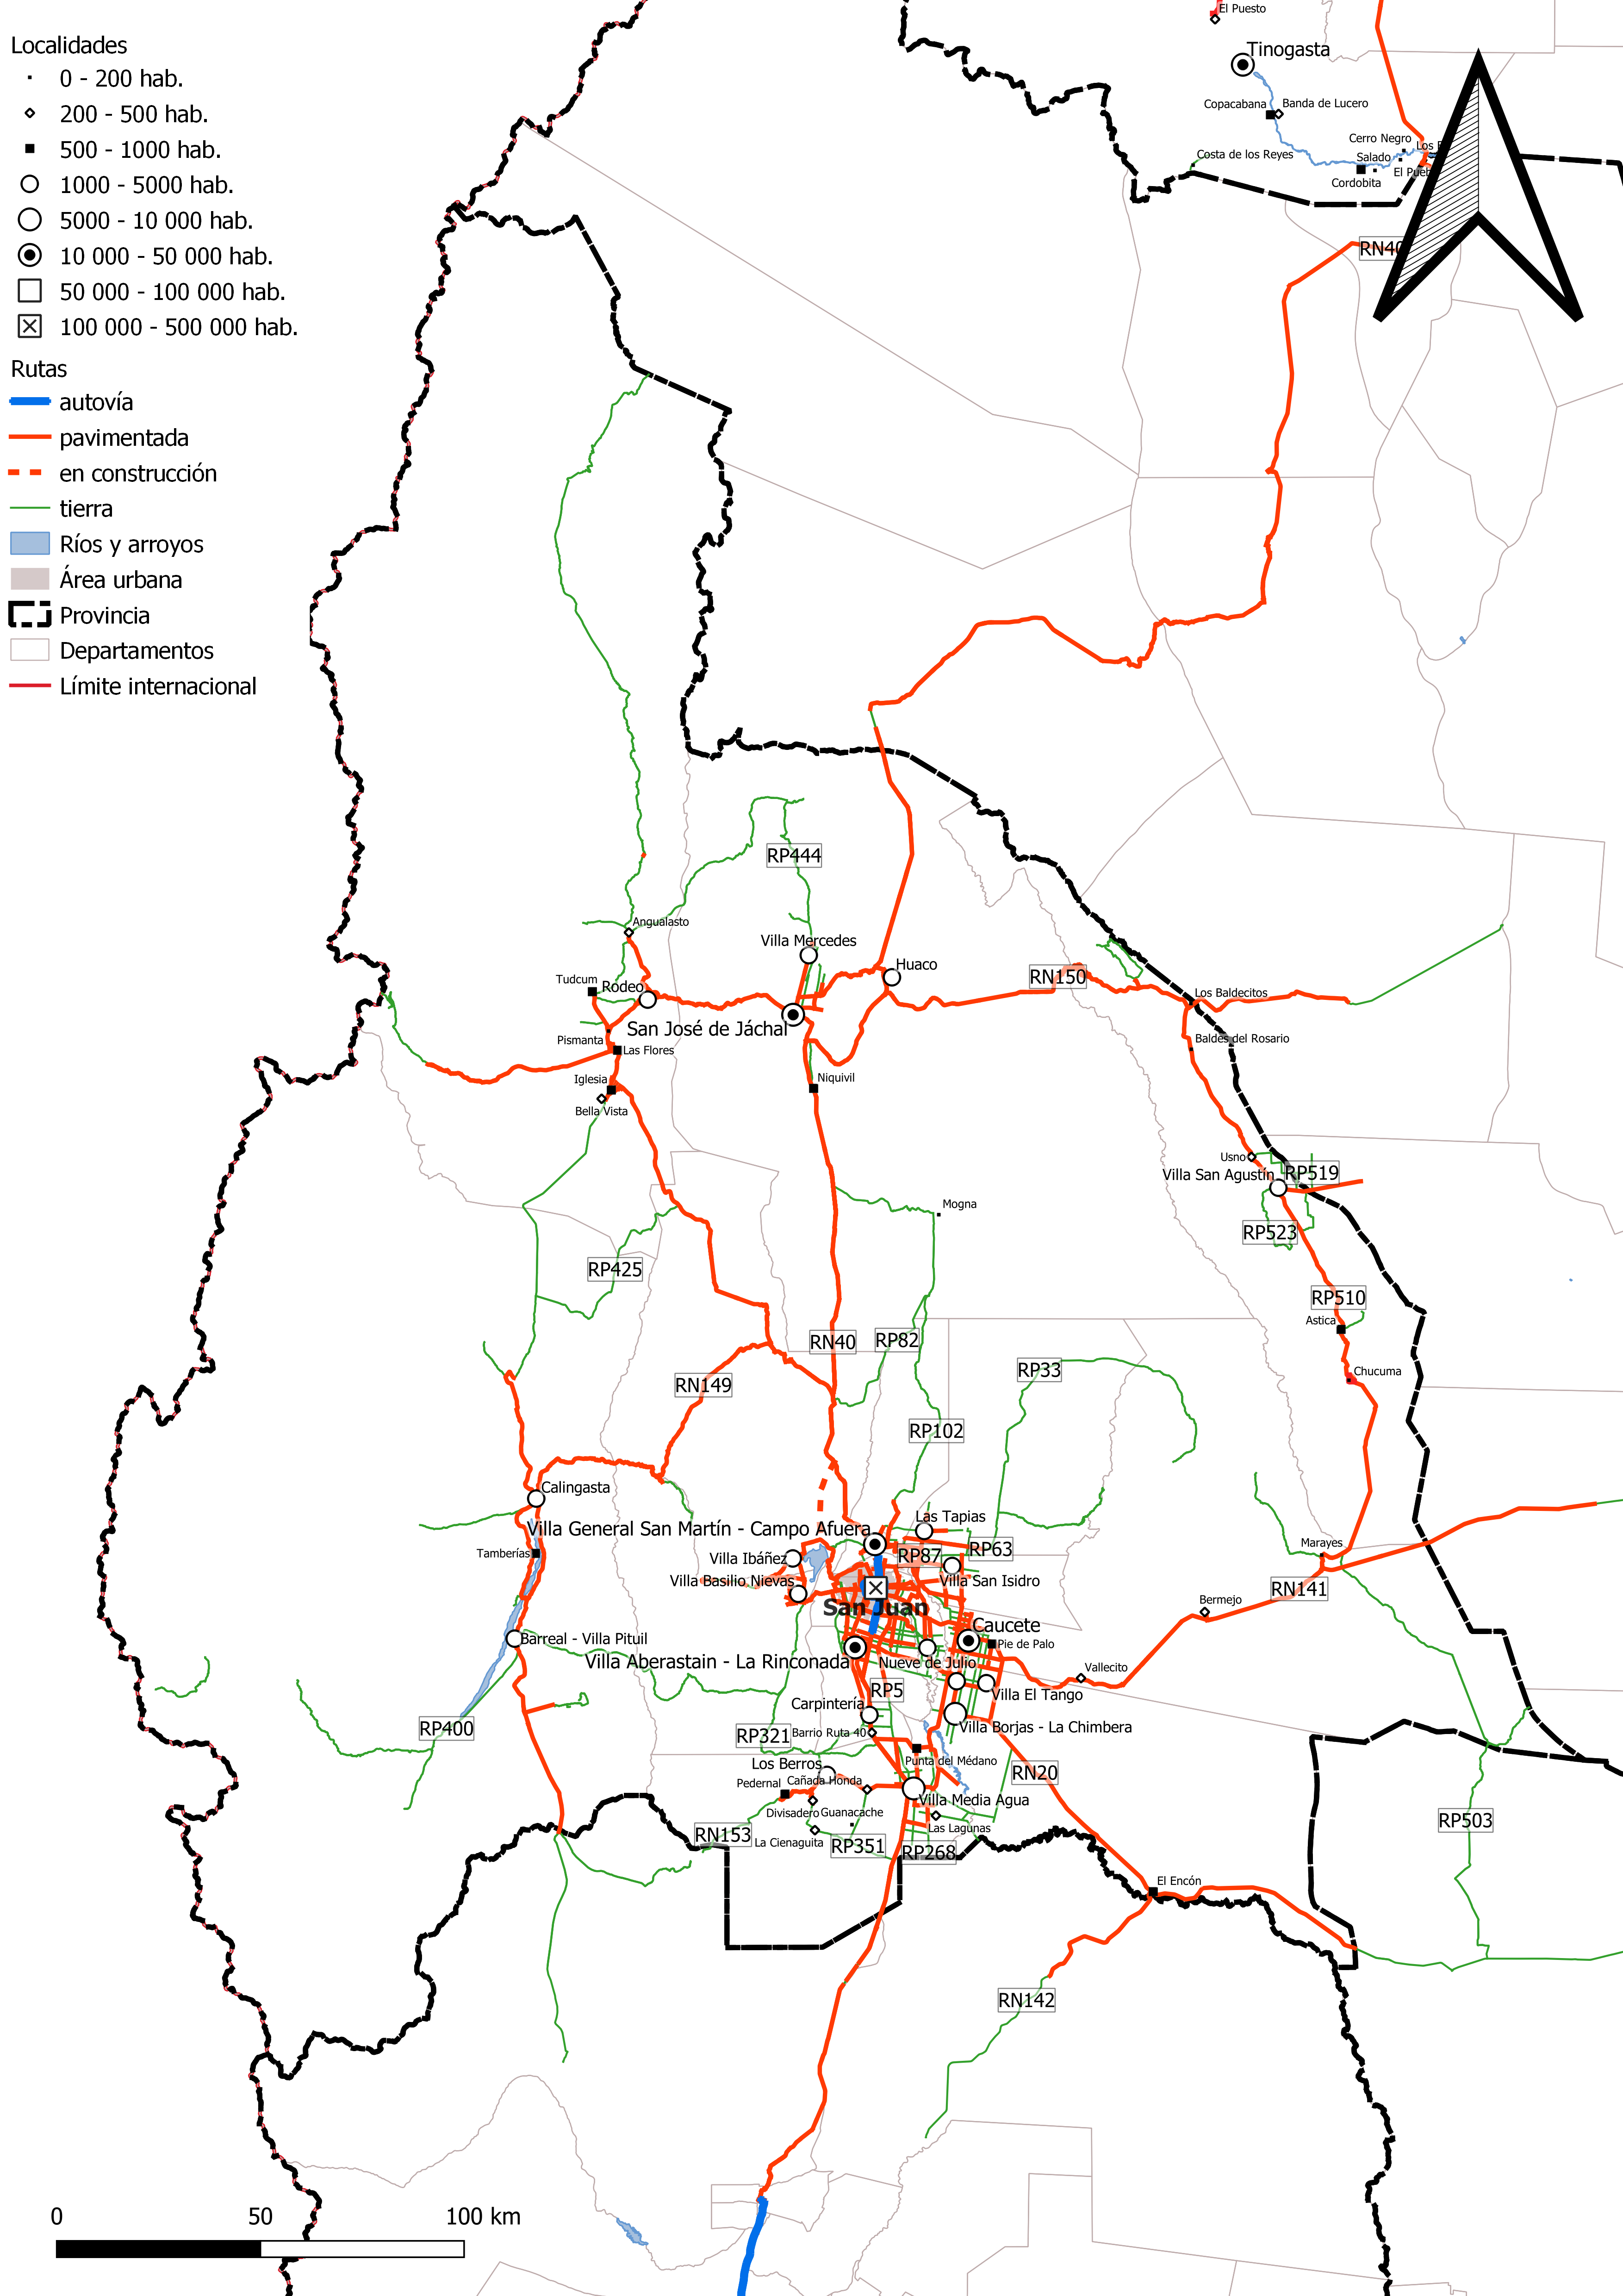 Localidades
0 - 200 hab.
200 - 500 hab.
500 - 1000 hab.
1000 - 5000 hab.
5000 - 10 000 hab.
10 000 - 50 000 hab.
50 000 - 100 000 hab.
100 000 - 500 000 hab.
Rutas
autovía
pavimentada
en construcción
tierra
Ríos y arroyos
Área urbana
Provincia
Departamentos
Límite internacional
El Puesto
Tinogasta
Copacabana
Banda de Lucero
Cerro Negro
Los
Costa de los Reyes
Salado
El
Cordobita
RN40
RP444
Angualasto
Villa Mercedes
Huaco
Tudcum
Rodeo
RN150
Los Baldecitos
San José de Jáchal
Pismanta
Las Flores
Baldes del Rosario
Iglesia
Niquivil
Bella Vista
Usno
Villa San Agustín
RP519
Mogna
RP523
RP425
RP510
Astica
RN40
RP82
Chucuma
RP33
RN149
RP102
Calingasta
Las Tapias
Villa General San Martín - Campo Afuera
Tamberías
RP87
RP63
Marayes
Villa Ibáñez
Villa Basilio Nievas
Villa San Isidro
RN141
San Juan
Bermejo
Caucete
Barreal - Villa Pituil
Pie de Palo
Villa Aberastain - La Rinconada
Nueve de Julio
Vallecito
RP5
Villa El Tango
Carpintería
RP400
Villa Borjas - La Chimbera
RP321
Barrio Ruta 40
Punta del Médano
Los Berros
RN20
Pedernal
Cañada Honda
Villa Media Agua
Divisadero
Guanacache
RP503
Las Lagunas
RN153
La Cienaguita
RP351
RP268
El Encón
RN142
0
50
100 km